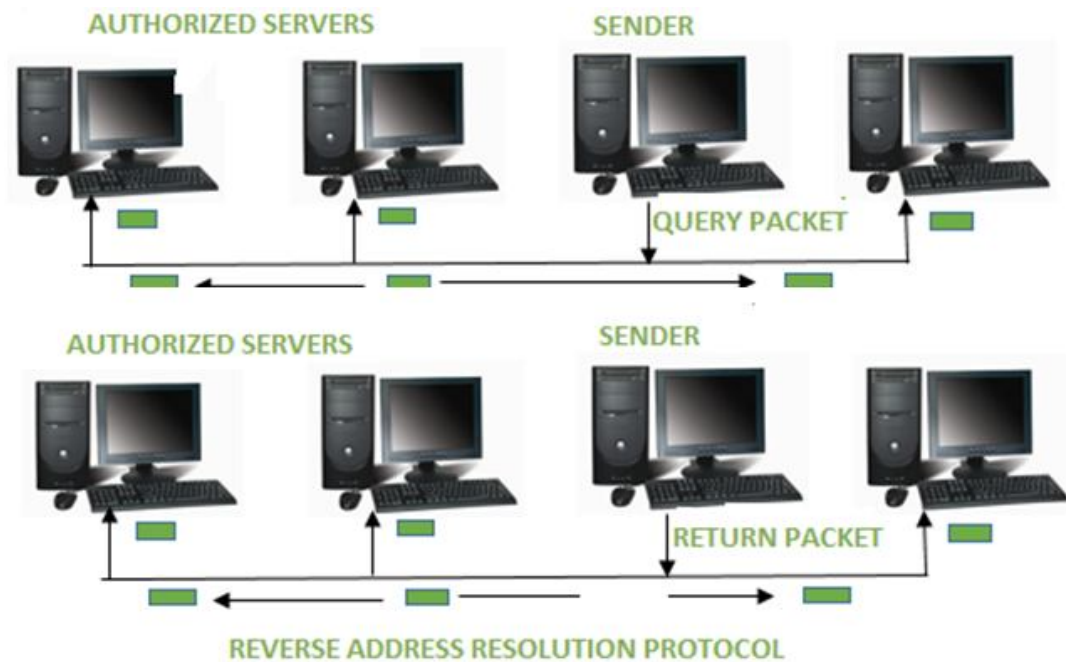 AUTHORIZED SERVERS SENDER
QUERY PACKET
AUTHORIZED SERVERS SENDER
RETURN PACKET
REVERSE ADDRESS RESOLUTION PROTOCOL